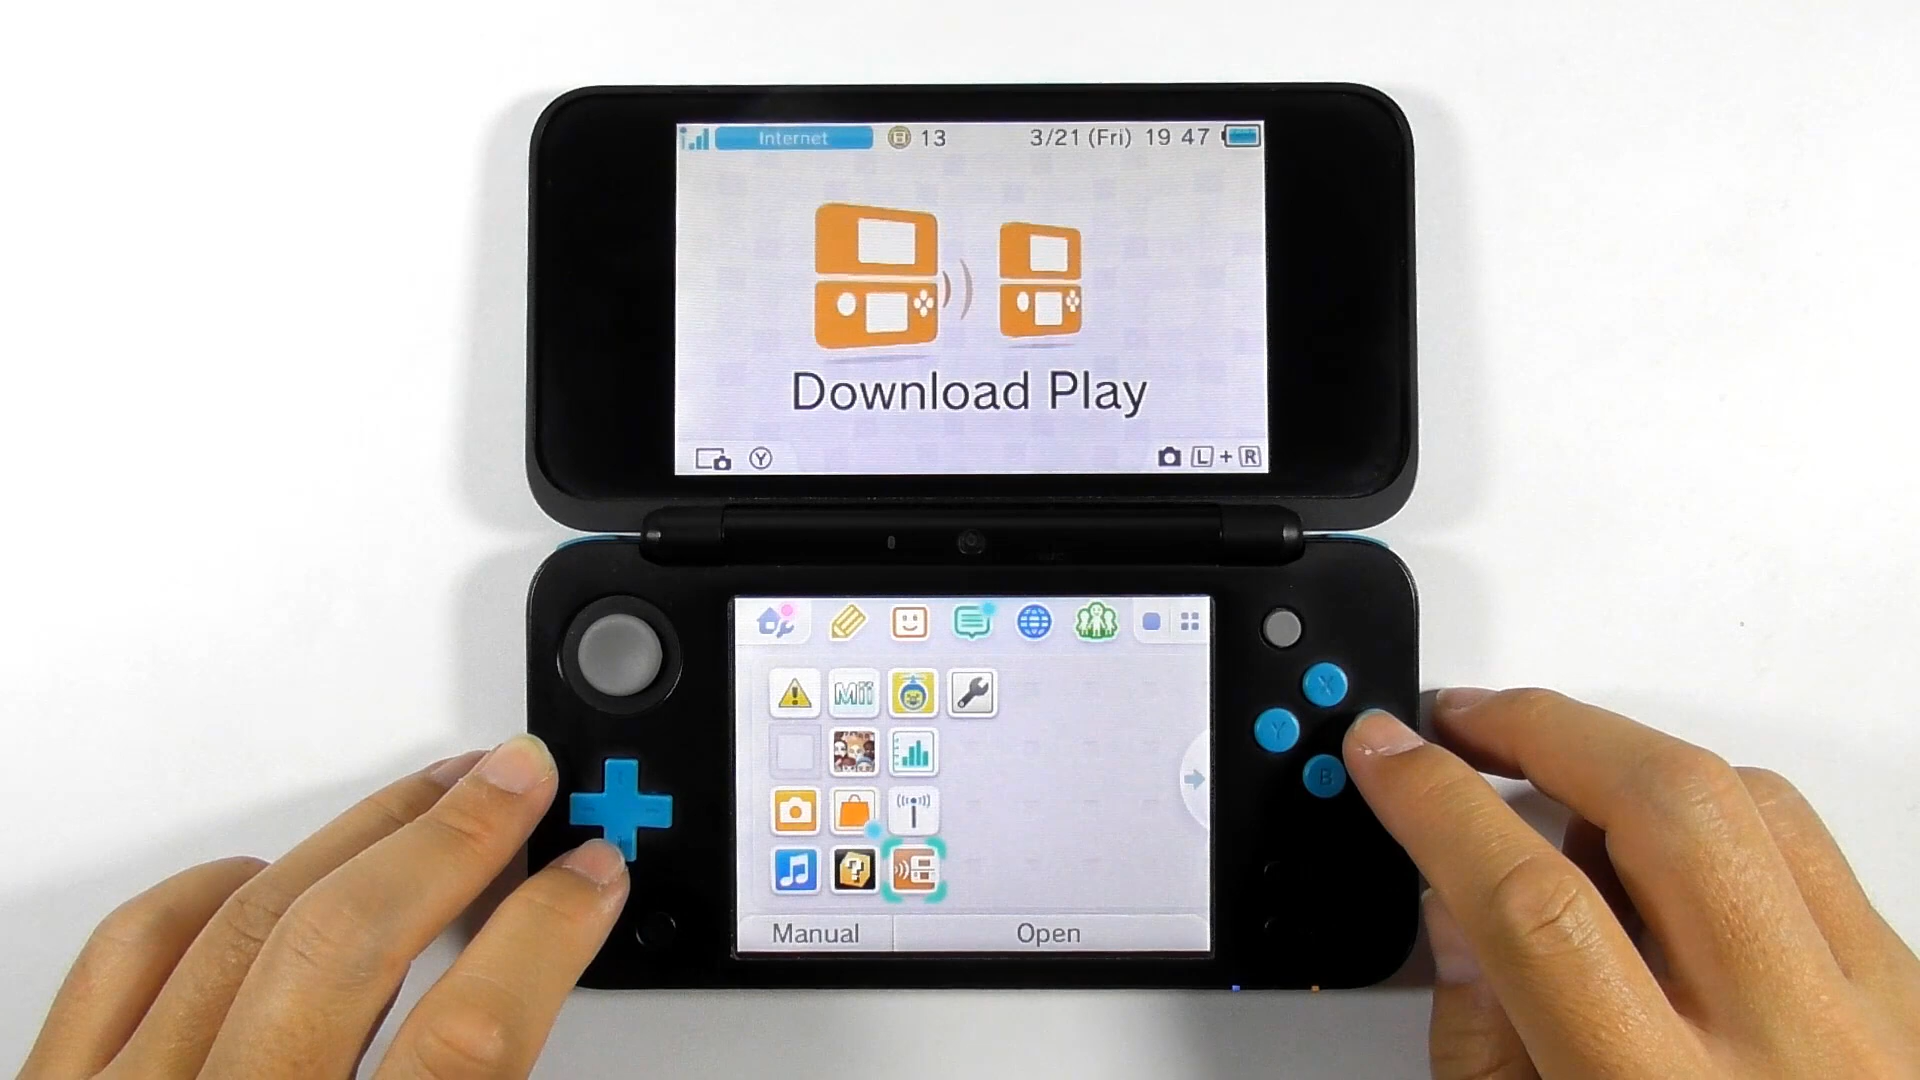 Internet 13 3/21 (Fri) 19 47
Download Play
Y L + R
Mii
?
X
Y
B
Manual Open